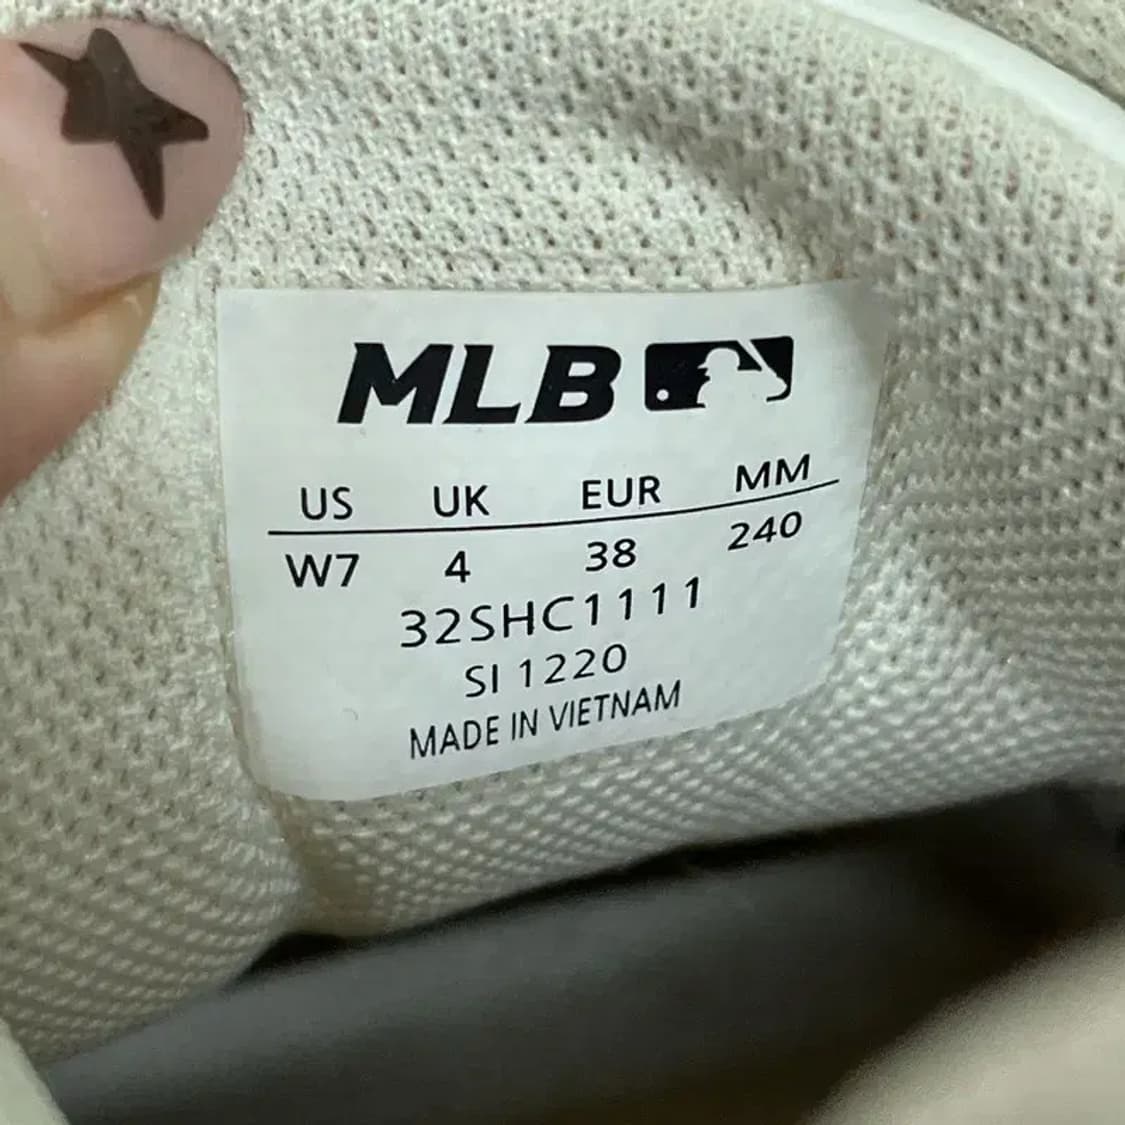 MLB
US UK EUR MM
W7 4 38 240
32SHC1111
SI 1220
MADE IN VIETNAM